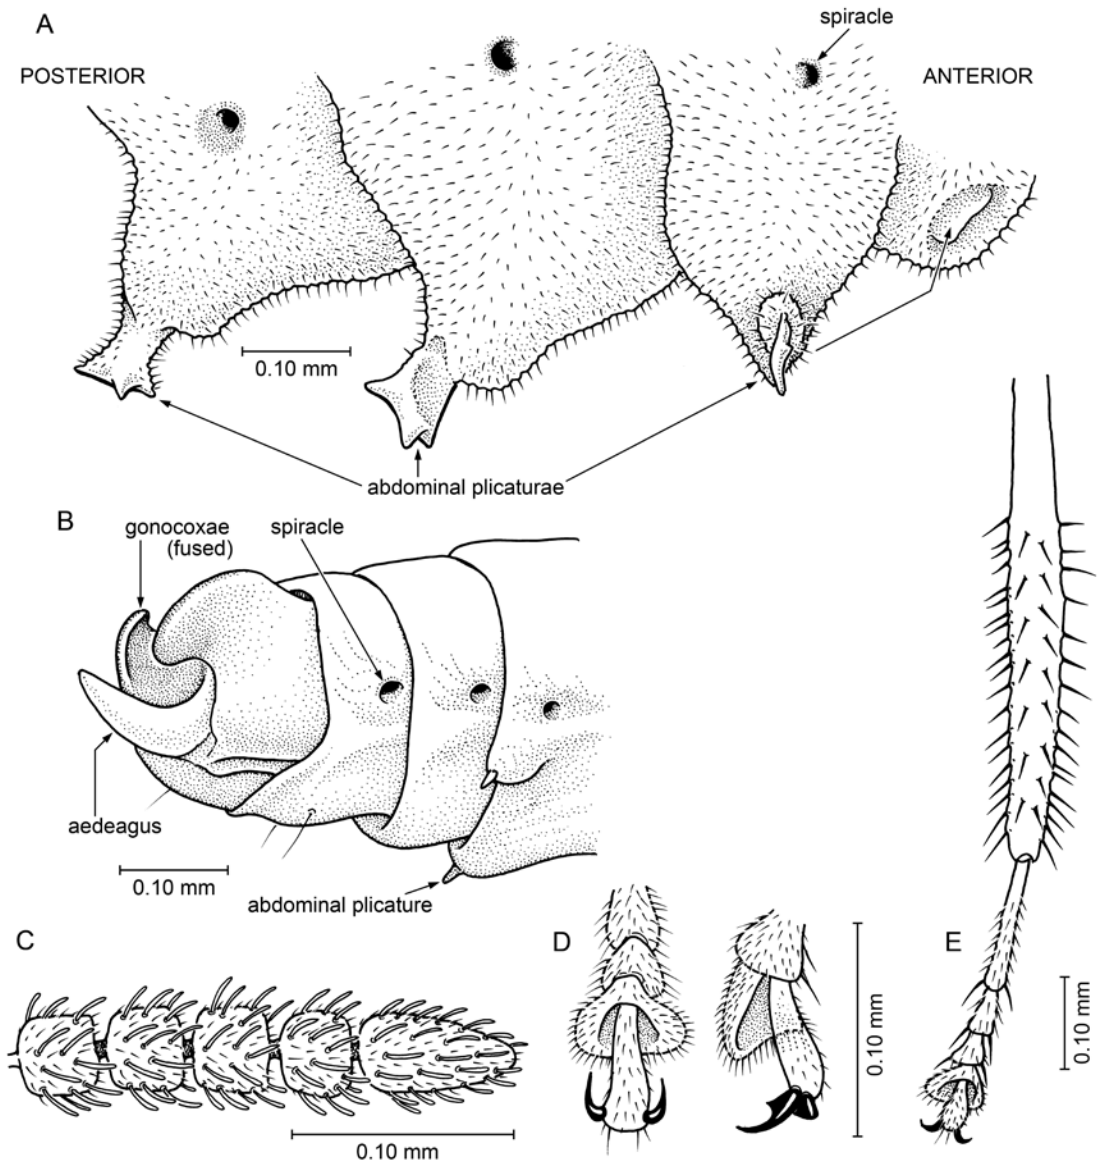 A
spiracle
POSTERIOR
ANTERIOR
0.10 mm
abdominal plicaturae
B
gonocoxae
(fused)
spiracle
aedeagus
0.10 mm
abdominal plicature
C
0.10 mm
D
0.10 mm
E
0.10 mm